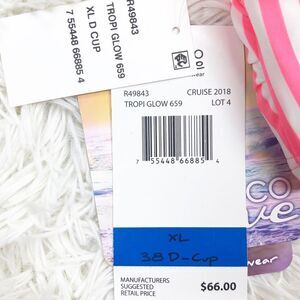 R49843
TROPI GLOW 659
XL D CUP
7 55448 66885 4
R49843 CRUISE 2018
TROPI GLOW 659 LOT 4
7 55448 66885 4
XL
38 D-Cup
MANUFACTURERS
SUGGESTED
RETAIL PRICE
$66.00